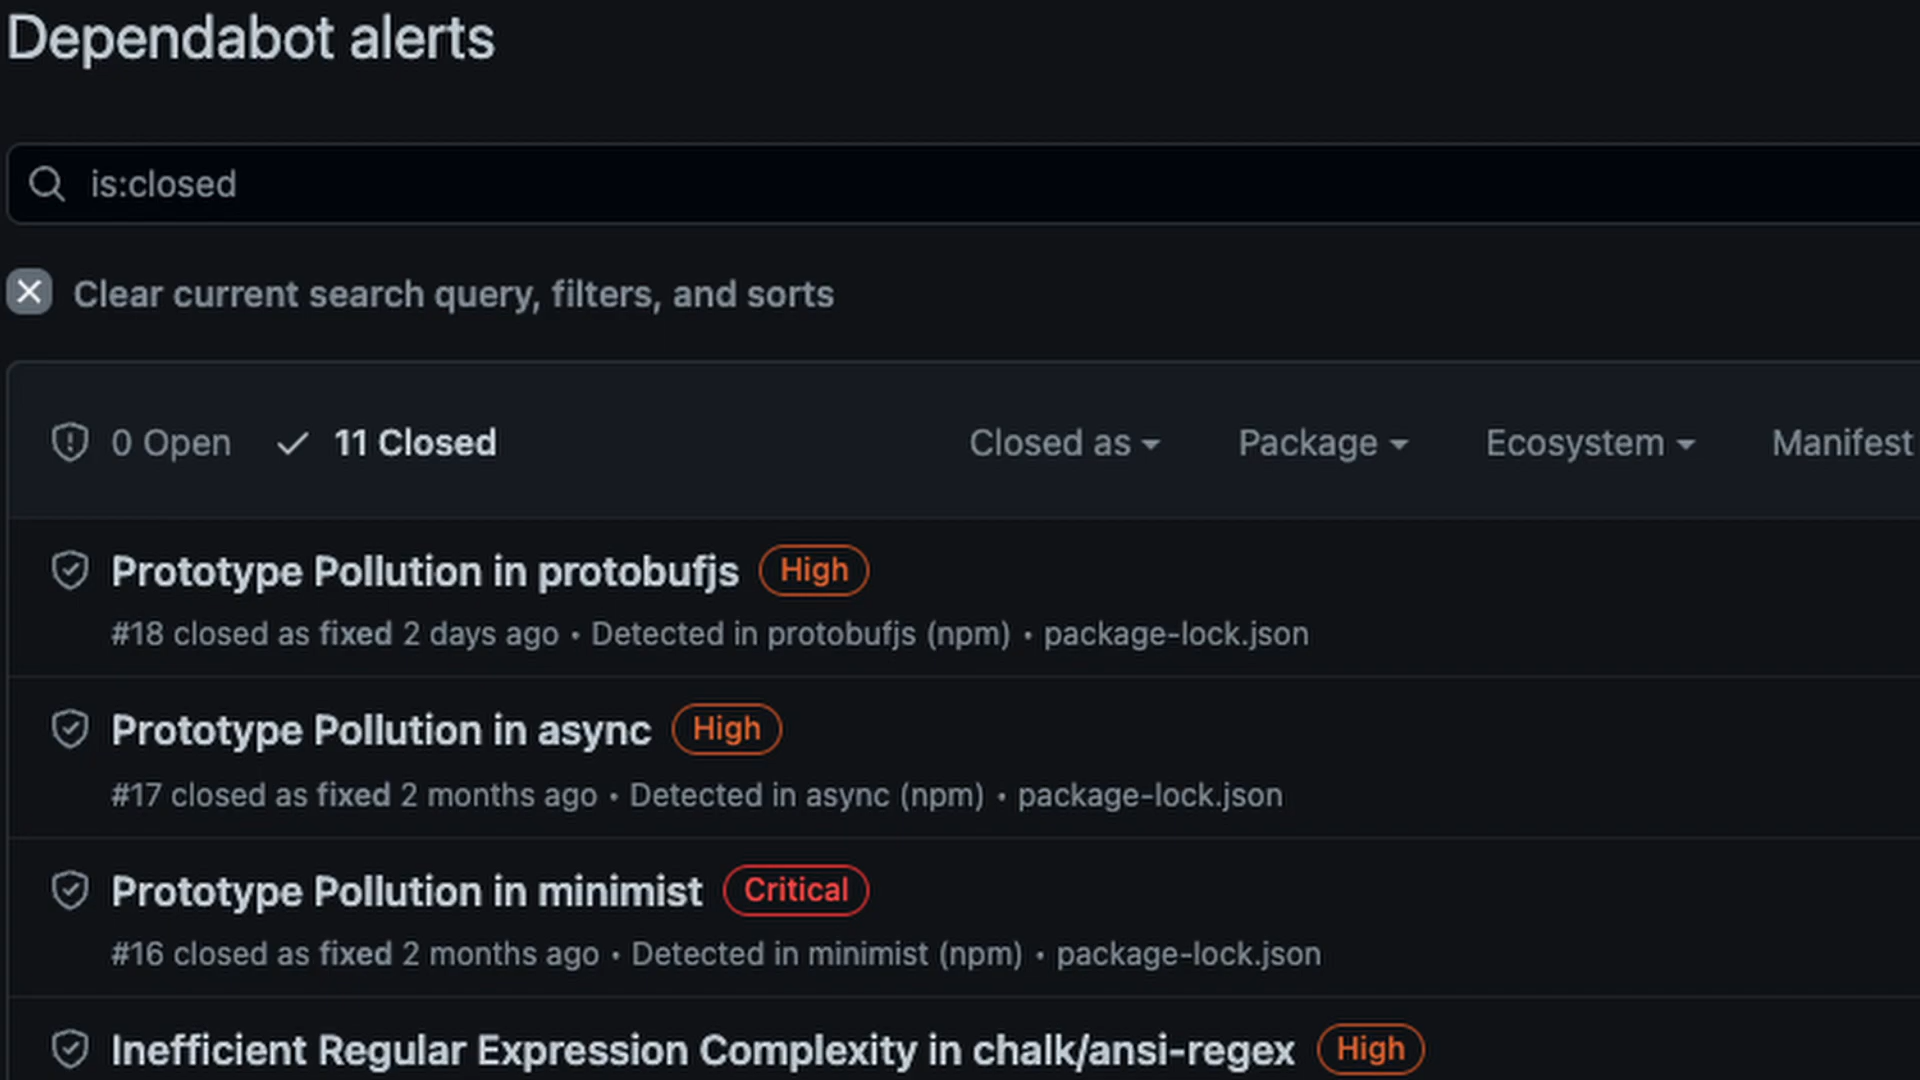 Dependabot alerts
is:closed
Clear current search query, filters, and sorts
0 Open 11 Closed Closed as Package Ecosystem Manifest
Prototype Pollution in protobufjs High
#18 closed as fixed 2 days ago • Detected in protobufjs (npm) • package-lock.json
Prototype Pollution in async High
#17 closed as fixed 2 months ago • Detected in async (npm) • package-lock.json
Prototype Pollution in minimist Critical
#16 closed as fixed 2 months ago • Detected in minimist (npm) • package-lock.json
Inefficient Regular Expression Complexity in chalk/ansi-regex High